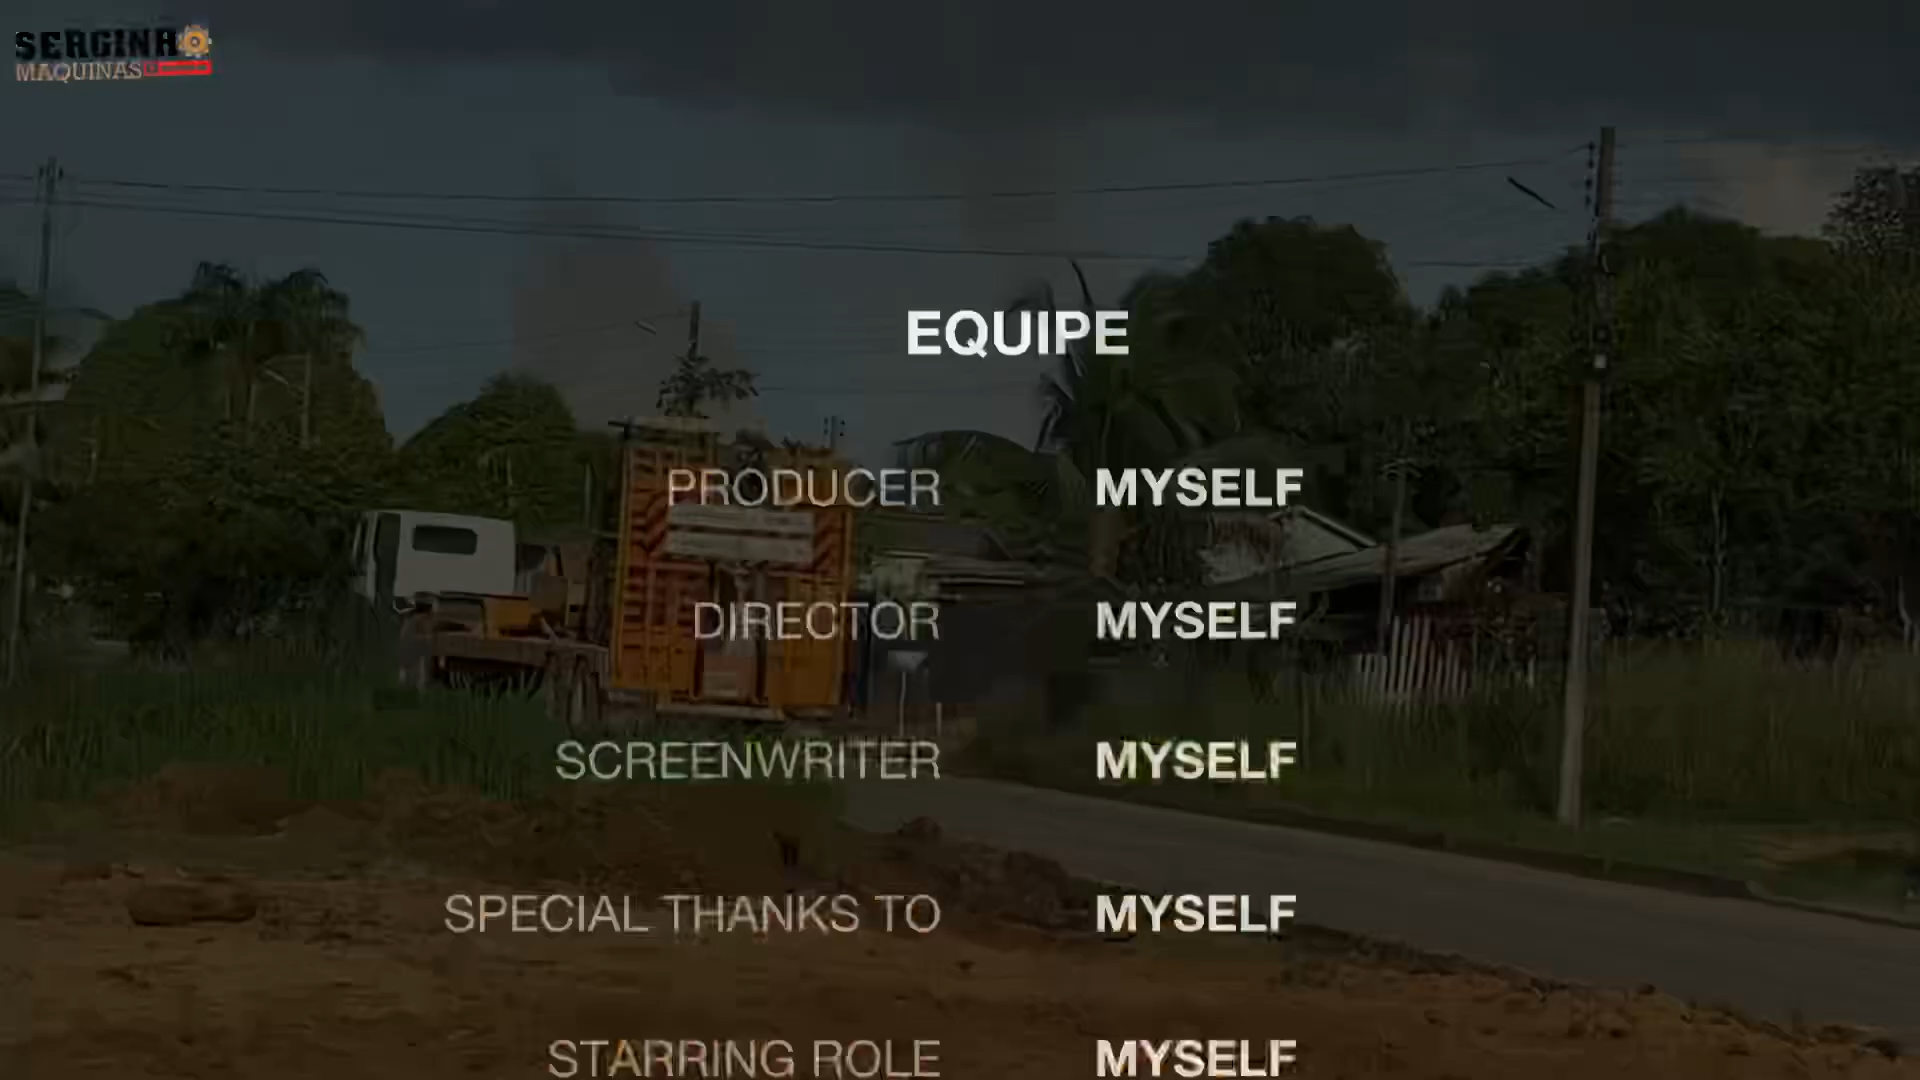 SERGINHO
MAQUINAS
EQUIPE
PRODUCER MYSELF
DIRECTOR MYSELF
SCREENWRITER MYSELF
SPECIAL THANKS TO MYSELF
STARRING ROLE MYSELF